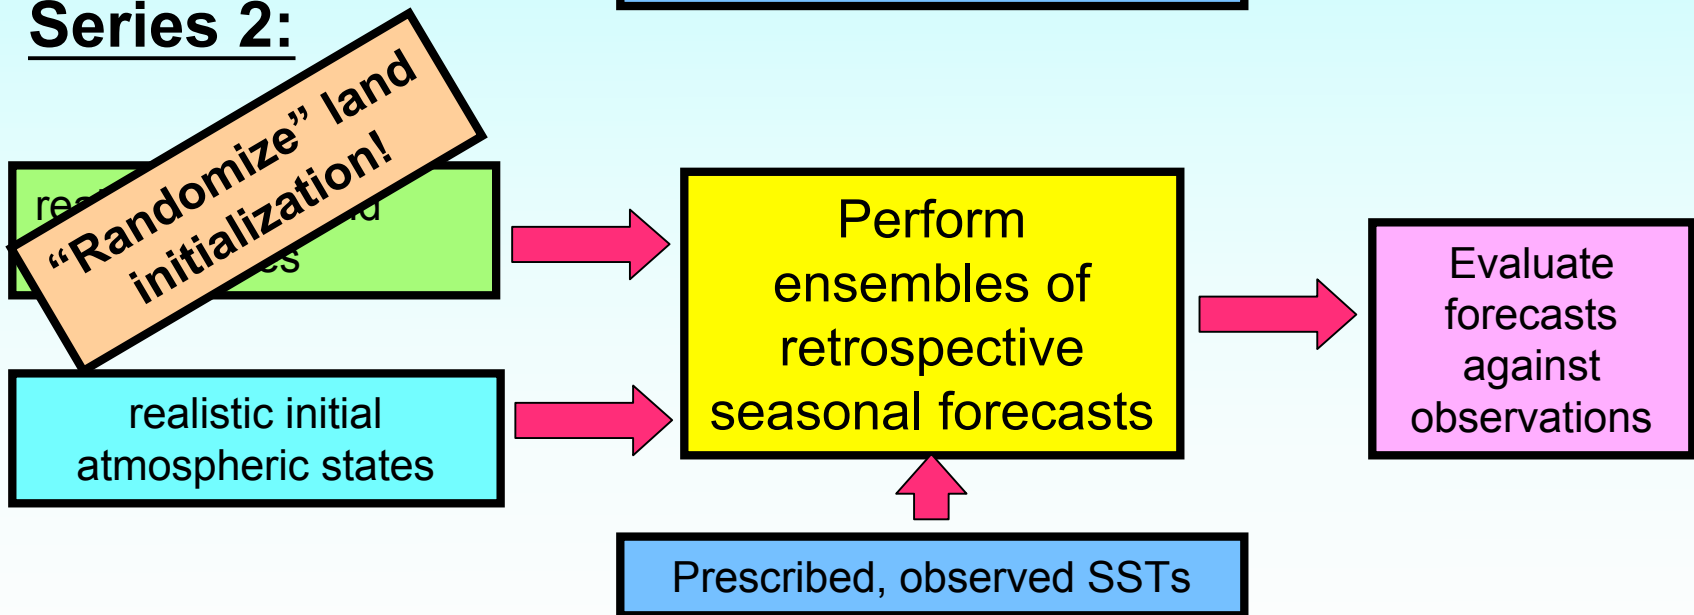 Series 2:
“Randomize” land
initialization!
Perform
ensembles of
retrospective
seasonal forecasts
Evaluate
forecasts
against
observations
realistic initial
atmospheric states
Prescribed, observed SSTs